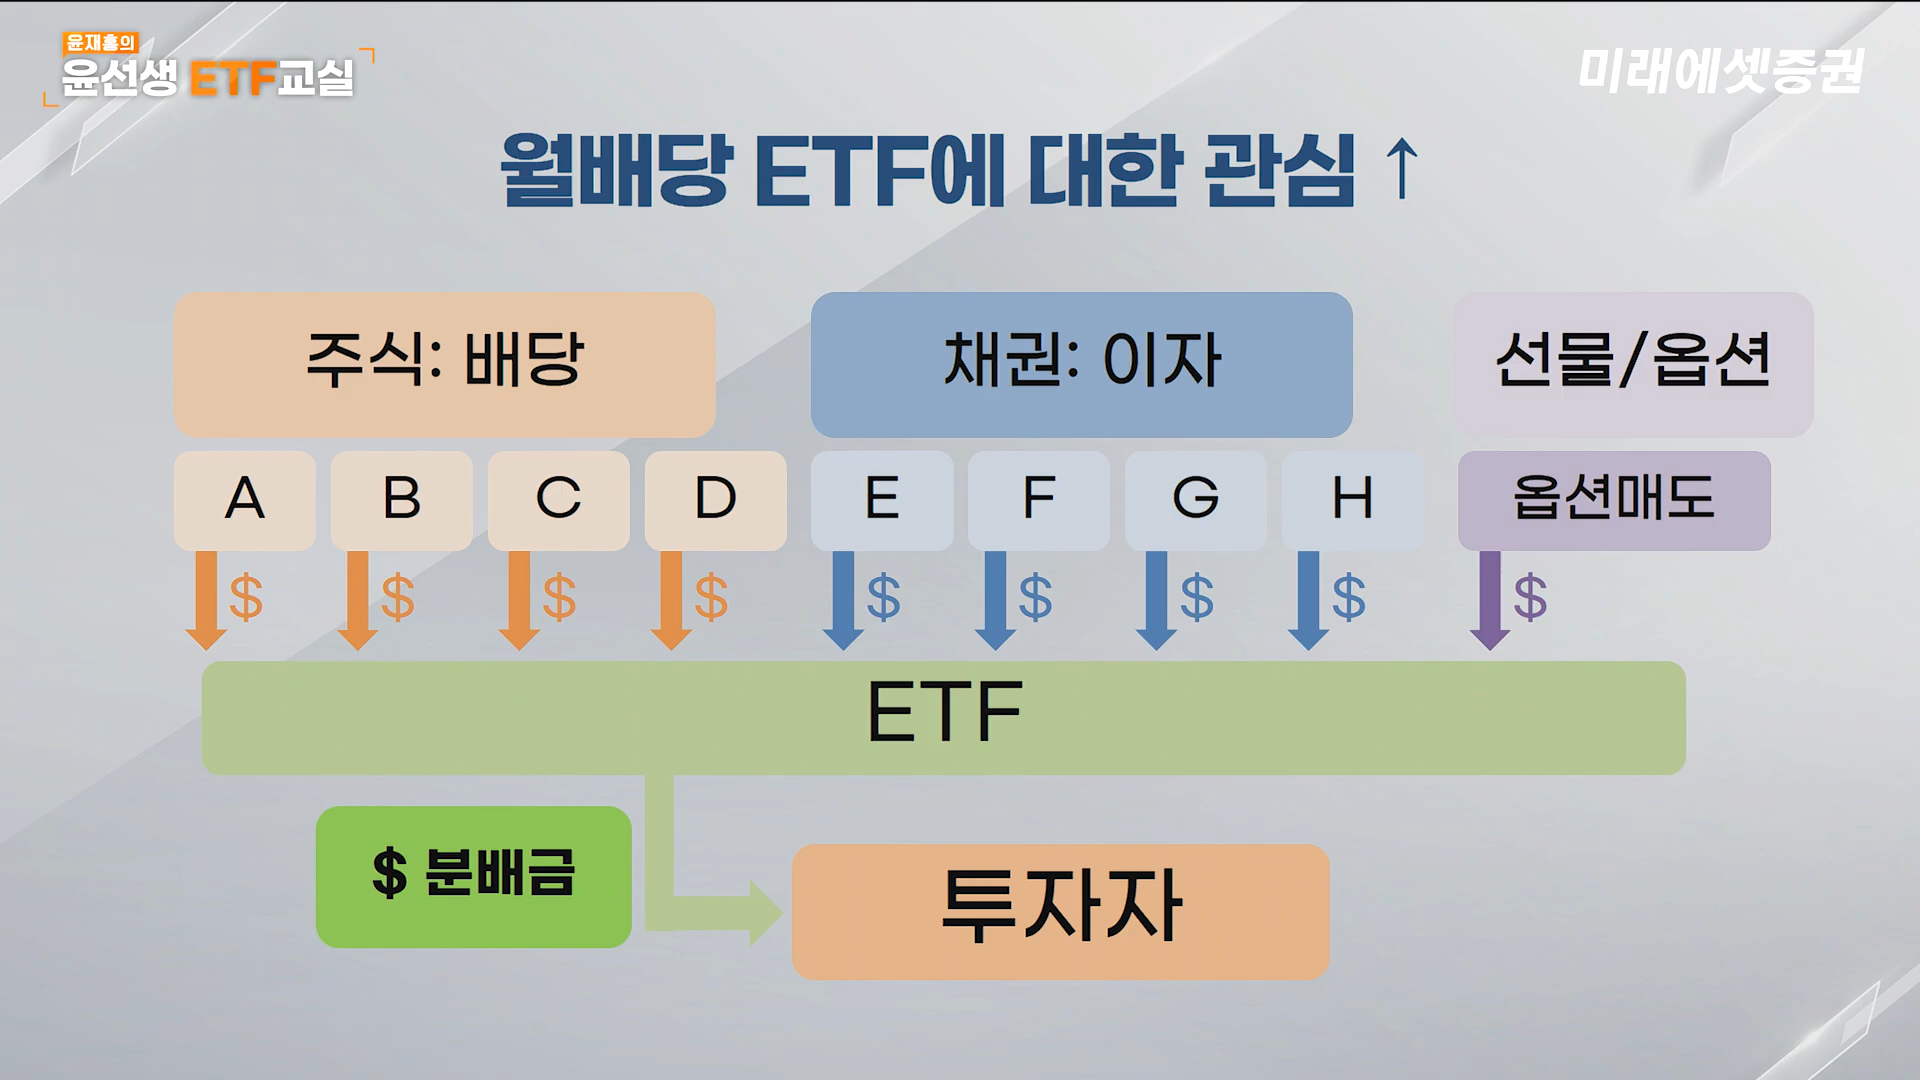 윤재홍의
윤선생 ETF교실
미래에셋증권
월배당 ETF에 대한 관심 ↑
주식: 배당
채권: 이자
선물/옵션
A
B
C
D
E
F
G
H
옵션매도
$
$
$
$
$
$
$
$
$
ETF
$ 분배금
투자자